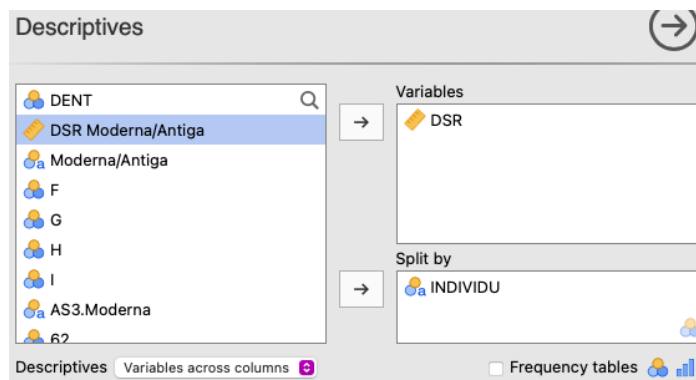 Descriptives
DENT
DSR Moderna/Antiga
a Moderna/Antiga
F
G
H
I
a AS3.Moderna
62
Variables
DSR
Split by
a INDIVIDU
Descriptives Variables across columns
Frequency tables